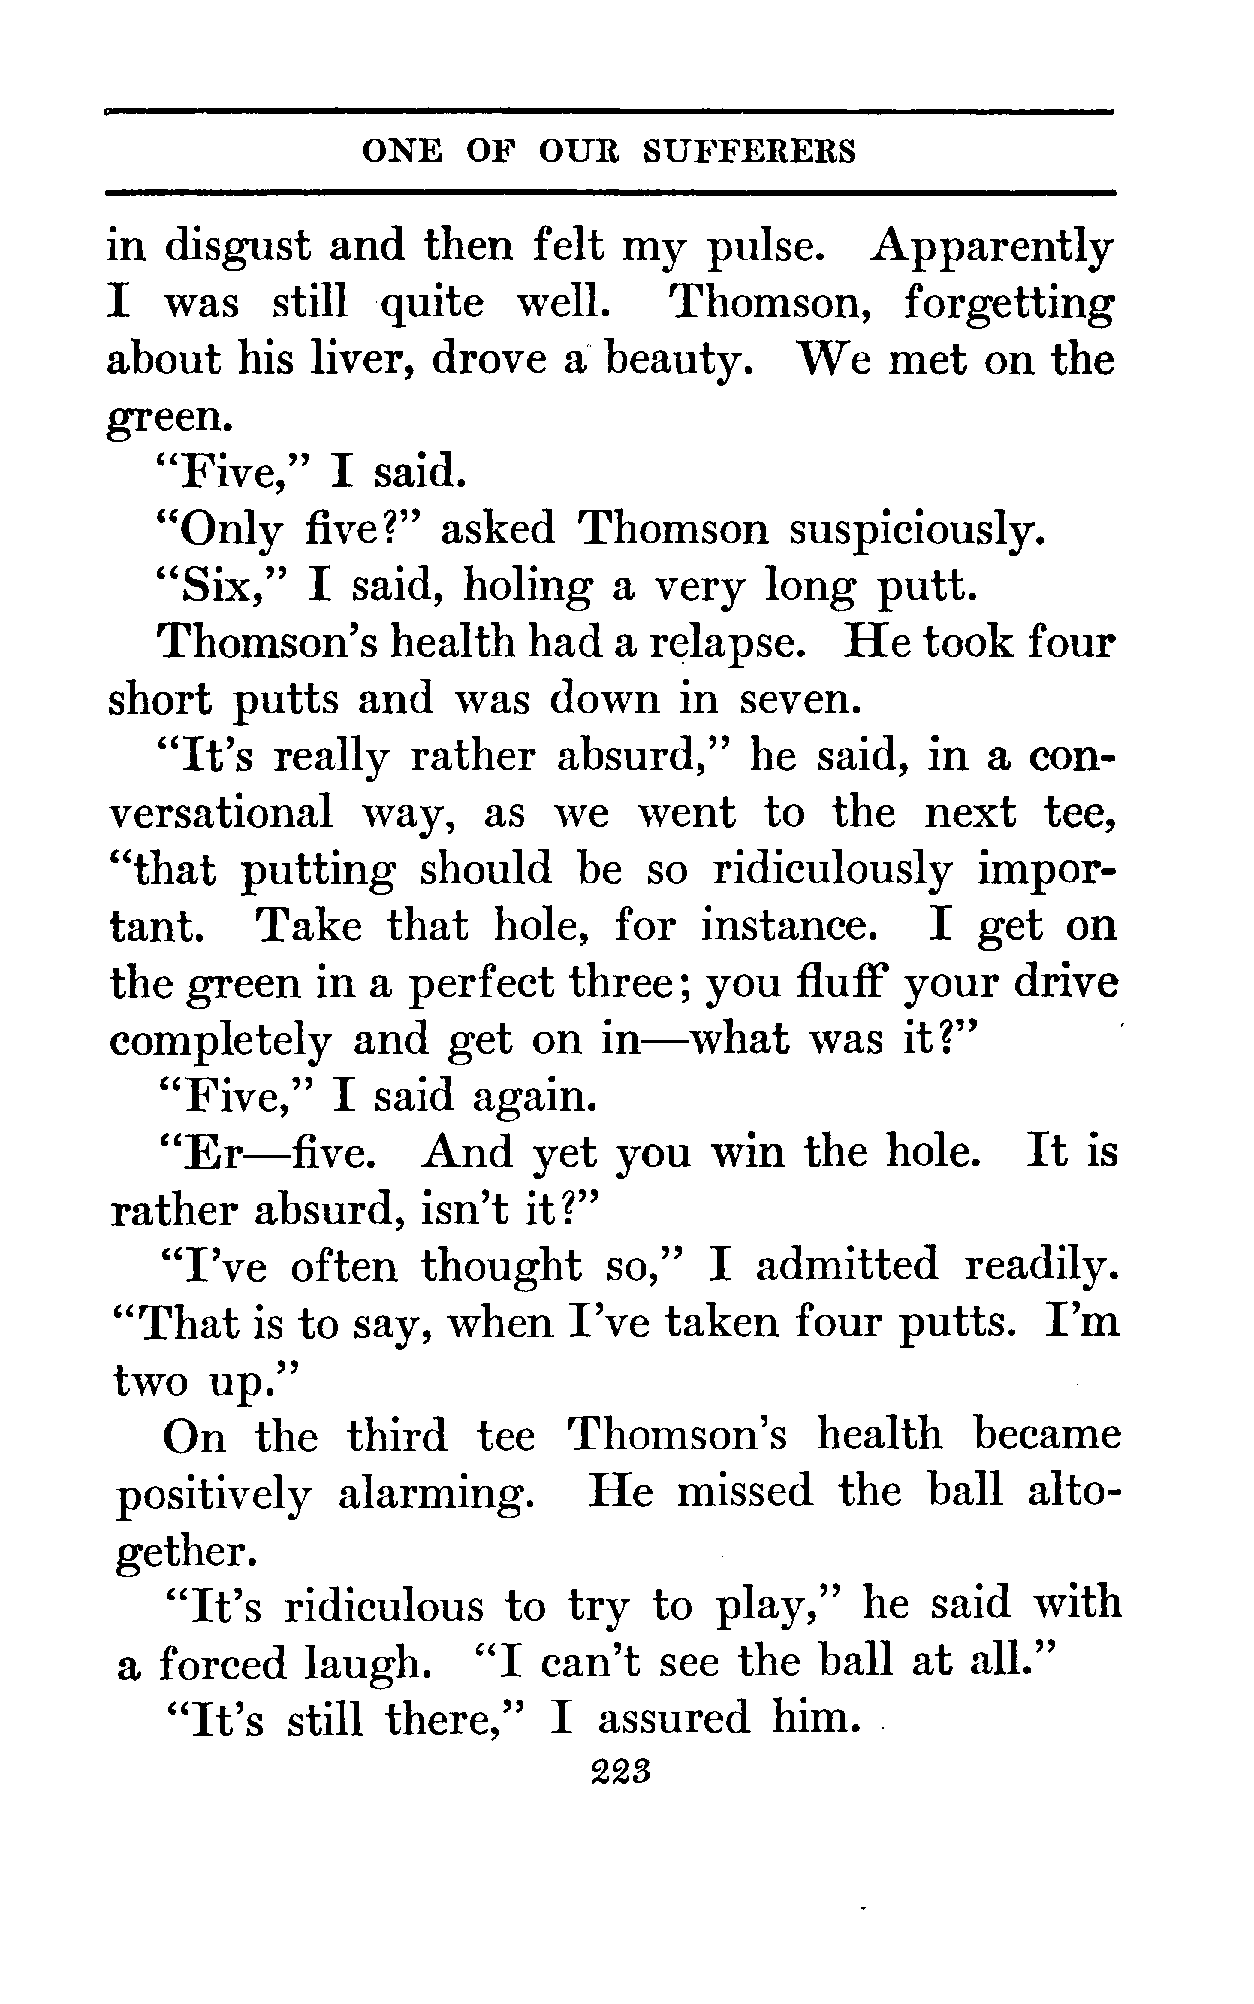 ONE OF OUR SUFFERERS
in disgust and then felt my pulse. Apparently
I was still quite well. Thomson, forgetting
about his liver, drove a beauty. We met on the
green.
“Five,” I said.
“Only five?” asked Thomson suspiciously.
“Six,” I said, holing a very long putt.
Thomson’s health had a relapse. He took four
short putts and was down in seven.
“It’s really rather absurd,” he said, in a con-
versational way, as we went to the next tee,
“that putting should be so ridiculously impor-
tant. Take that hole, for instance. I get on
the green in a perfect three; you fluff your drive
completely and get on in—what was it?”
“Five,” I said again.
“Er—five. And yet you win the hole. It is
rather absurd, isn’t it?”
“I’ve often thought so,” I admitted readily.
“That is to say, when I’ve taken four putts. I’m
two up.”
On the third tee Thomson’s health became
positively alarming. He missed the ball alto-
gether.
“It’s ridiculous to try to play,” he said with
a forced laugh. “I can’t see the ball at all.”
“It’s still there,” I assured him.
223